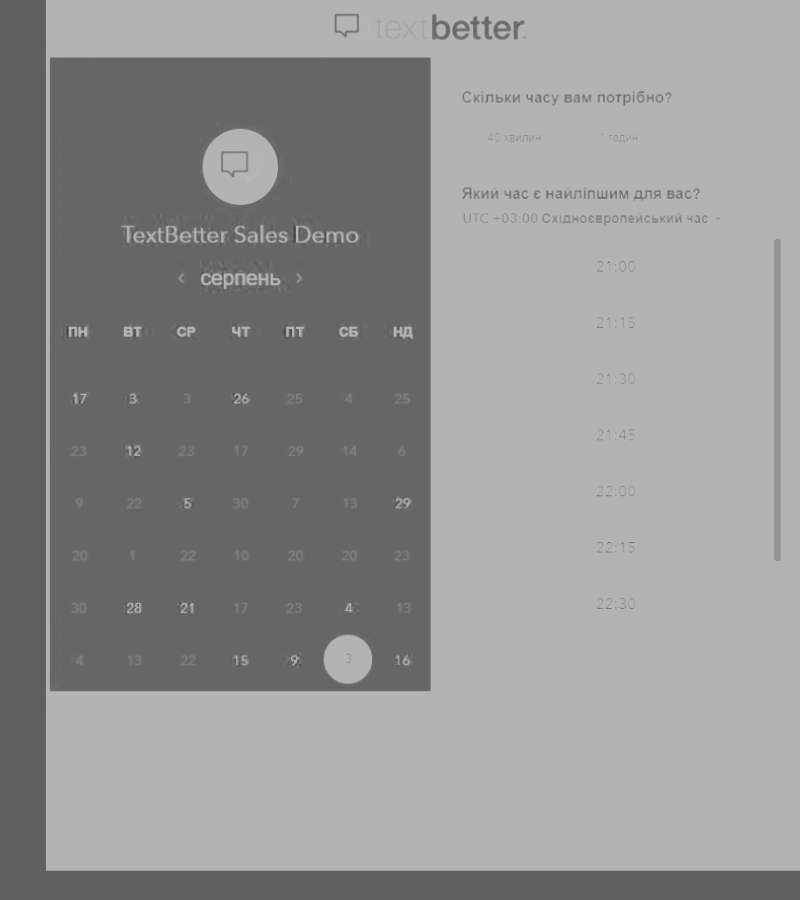 textbetter.
TextBetter Sales Demo
< серпень >
ПН ВТ СР ЧТ ПТ СБ НД
17 3 3 26 25 4 25
23 12 23 17 29 14 6
9 22 5 30 7 13 29
20 1 22 10 20 20 23
30 28 21 17 23 4 13
4 13 22 15 9 3 16
Скільки часу вам потрібно?
40 хвилин 1 годин
Який час є найліпшим для вас?
UTC +03:00 Східноєвропейський час
21:00
21:15
21:30
21:45
22:00
22:15
22:30